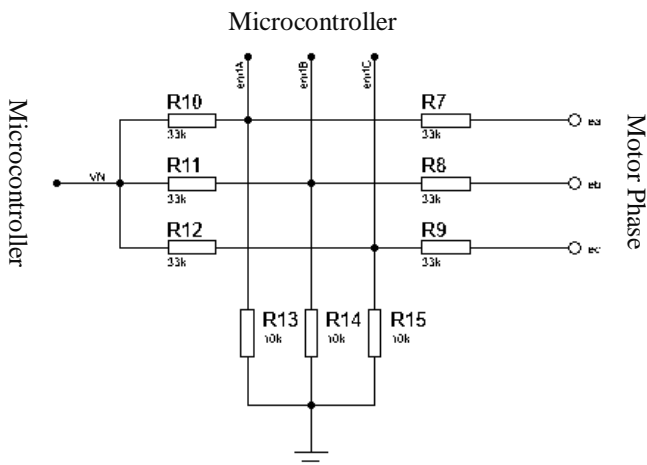 Microcontroller
R10
33k
R7
33k
R11
33k
R8
33k
R12
33k
R9
33k
VN
R13
10k
R14
10k
R15
10k
Microcontroller
Motor Phase